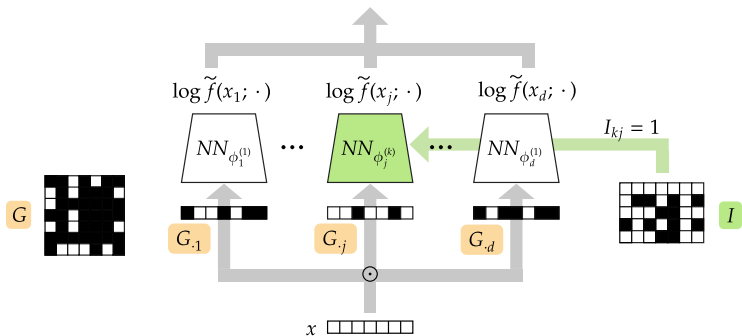 log f̃(x₁; ·) log f̃(xⱼ; ·) log f̃(x_d; ·)
NN_{ϕ₁^{(1)}} ··· NN_{ϕⱼ^{(k)}} ··· NN_{ϕ_d^{(1)}} I_{kj} = 1
G G_{·1} G_{·j} G_{·d} I
⊙
x